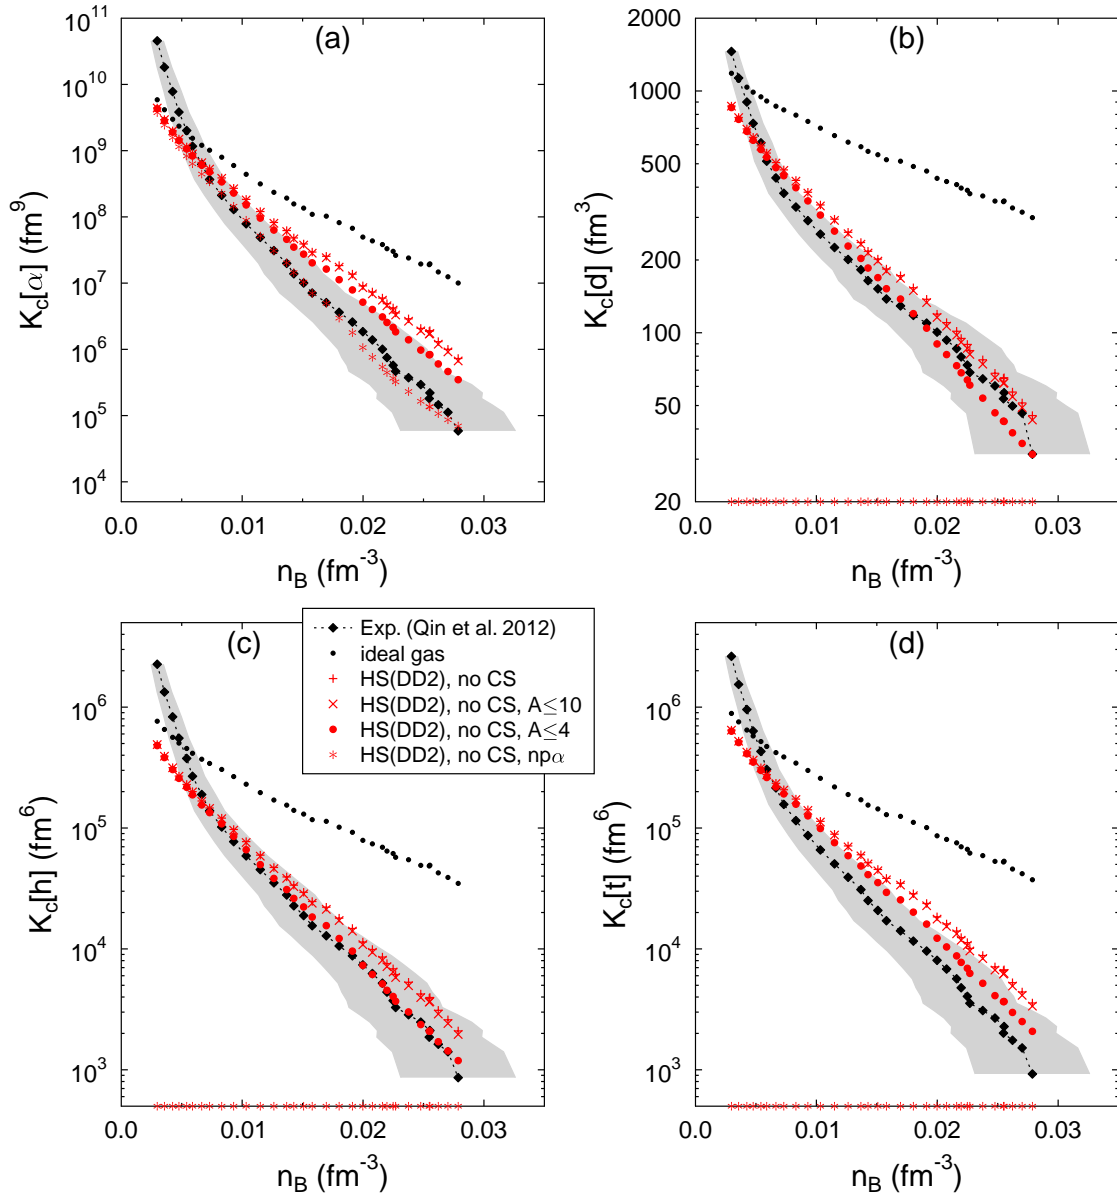 (a)
K_c[α] (fm^9)
10^11
10^10
10^9
10^8
10^7
10^6
10^5
10^4
0.0 0.01 0.02 0.03
n_B (fm^-3)
(b)
K_c[d] (fm^3)
2000
1000
500
200
100
50
20
0.0 0.01 0.02 0.03
n_B (fm^-3)
(c)
K_c[h] (fm^6)
10^6
10^5
10^4
10^3
0.0 0.01 0.02 0.03
n_B (fm^-3)
Exp. (Qin et al. 2012)
ideal gas
HS(DD2), no CS
HS(DD2), no CS, A≤10
HS(DD2), no CS, A≤4
HS(DD2), no CS, npα
(d)
K_c[t] (fm^6)
10^6
10^5
10^4
10^3
0.0 0.01 0.02 0.03
n_B (fm^-3)